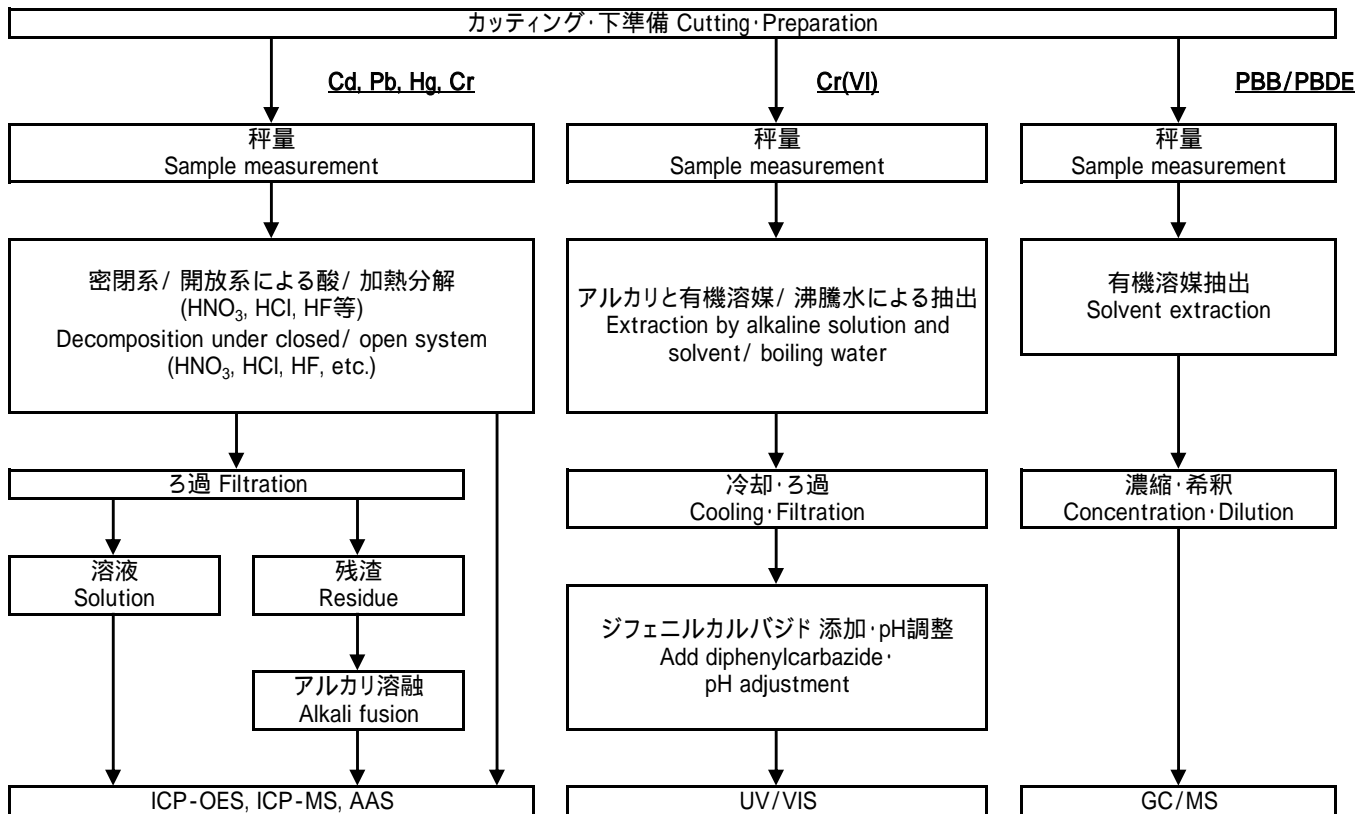 カッティング･下準備 Cutting･Preparation
Cd, Pb, Hg, Cr
Cr(VI)
PBB/PBDE
秤量
Sample measurement
秤量
Sample measurement
秤量
Sample measurement
密閉系/ 開放系による酸/ 加熱分解
(HNO₃, HCl, HF等)
Decomposition under closed/ open system
(HNO₃, HCl, HF, etc.)
アルカリと有機溶媒/ 沸騰水による抽出
Extraction by alkaline solution and
solvent/ boiling water
有機溶媒抽出
Solvent extraction
ろ過 Filtration
冷却･ろ過
Cooling･Filtration
濃縮･希釈
Concentration･Dilution
溶液
Solution
残渣
Residue
ジフェニルカルバジド 添加･pH調整
Add diphenylcarbazide･
pH adjustment
アルカリ溶融
Alkali fusion
ICP-OES, ICP-MS, AAS
UV/VIS
GC/MS